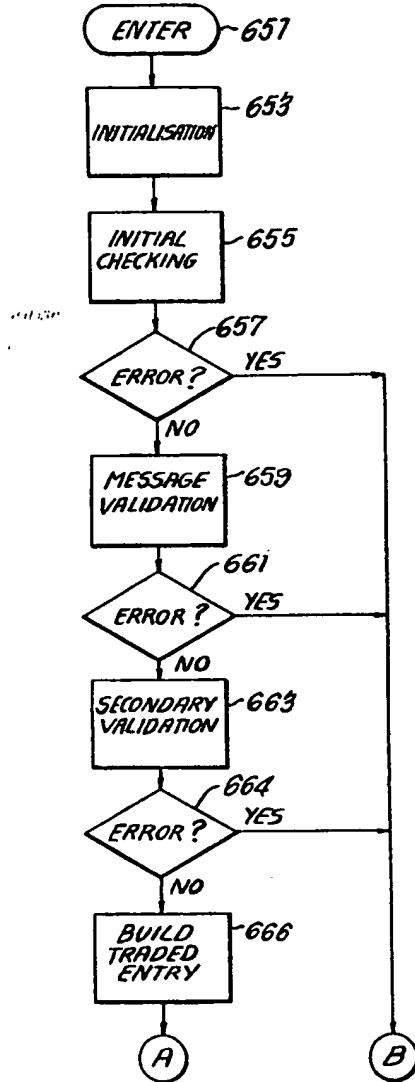 ENTER
651
INITIALISATION
653
INITIAL
CHECKING
655
657
ERROR?
YES
NO
MESSAGE
VALIDATION
659
661
ERROR?
YES
NO
SECONDARY
VALIDATION
663
664
ERROR?
YES
NO
BUILD
TRADED
ENTRY
666
A
B